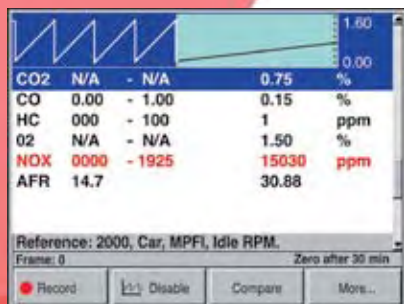 1.60
0.00
CO2 N/A - N/A 0.75 %
CO 0.00 - 1.00 0.15 %
HC 000 - 100 1 ppm
02 N/A - N/A 1.50 %
NOX 0000 - 1925 15030 ppm
AFR 14.7 30.88
Reference: 2000, Car, MPFI, Idle RPM.
Frame: 0 Zero after 30 min
Record Disable Compare More...